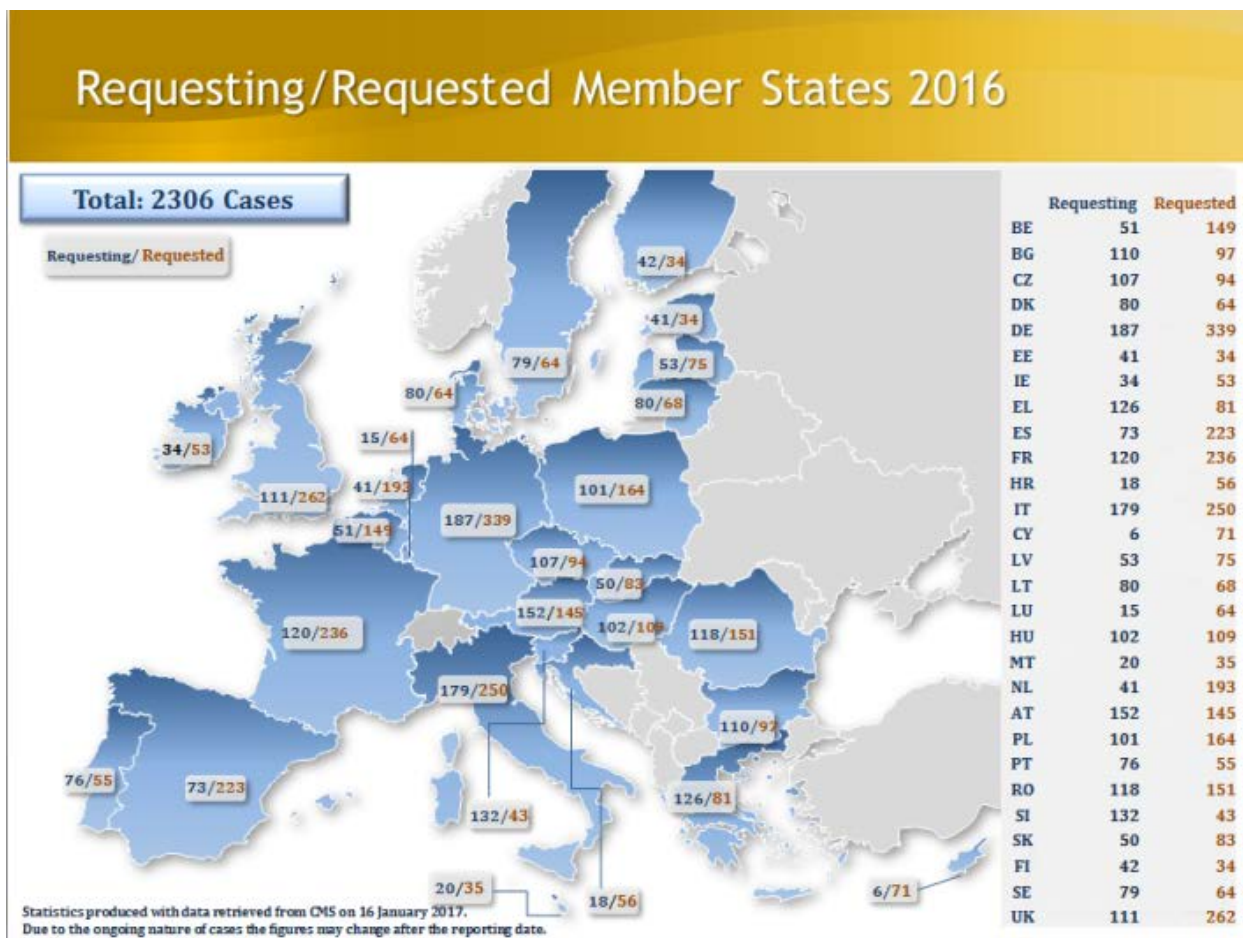 Requesting/Requested Member States 2016
Total: 2306 Cases
Requesting/ Requested
42/34
41/34
79/64
53/75
80/64
80/68
15/64
34/53
41/193
101/164
111/262
187/339
51/149
107/94
50/83
152/145
102/109
120/236
118/151
179/250
110/97
76/55
73/223
126/81
132/43
20/35
18/56
6/71
Statistics produced with data retrieved from CMS on 16 January 2017.
Due to the ongoing nature of cases the figures may change after the reporting date.
Requesting Requested
BE 51 149
BG 110 97
CZ 107 94
DK 80 64
DE 187 339
EE 41 34
IE 34 53
EL 126 81
ES 73 223
FR 120 236
HR 18 56
IT 179 250
CY 6 71
LV 53 75
LT 80 68
LU 15 64
HU 102 109
MT 20 35
NL 41 193
AT 152 145
PL 101 164
PT 76 55
RO 118 151
SI 132 43
SK 50 83
FI 42 34
SE 79 64
UK 111 262